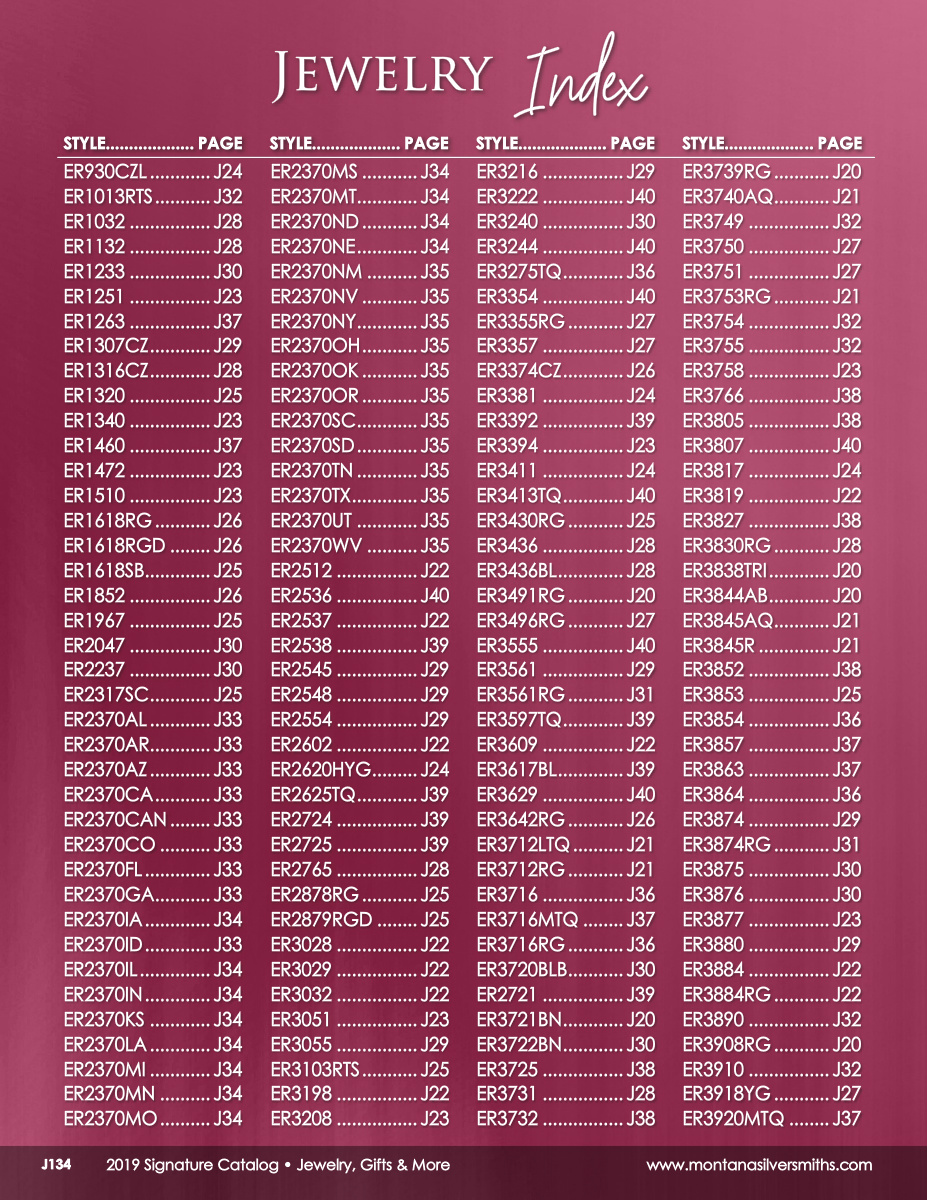 JEWELRY Index
STYLE................... PAGE
ER930CZL ............. J24
ER1013RTS ............ J32
ER1032 ................. J28
ER1132 ................. J28
ER1233 ................. J30
ER1251 ................. J23
ER1263 ................. J37
ER1307CZ ............. J29
ER1316CZ ............. J28
ER1320 ................. J25
ER1340 ................. J23
ER1460 ................. J37
ER1472 ................. J23
ER1510 ................. J23
ER1618RG ............ J26
ER1618RGD ........ J26
ER1618SB .............. J25
ER1852 ................. J26
ER1967 ................. J25
ER2047 ................. J30
ER2237 ................. J30
ER2317SC ............. J25
ER2370AL ............. J33
ER2370AR ............. J33
ER2370AZ ............. J33
ER2370CA ............ J33
ER2370CAN ........ J33
ER2370CO ........... J33
ER2370FL .............. J33
ER2370GA ............ J33
ER2370IA .............. J34
ER2370ID .............. J33
ER2370IL ............... J34
ER2370IN .............. J34
ER2370KS ............. J34
ER2370LA ............. J34
ER2370MI ............. J34
ER2370MN ........... J34
ER2370MO ........... J34
STYLE................... PAGE
ER2370MS ........... J34
ER2370MT ............ J34
ER2370ND ........... J34
ER2370NE ............ J34
ER2370NM .......... J35
ER2370NV ........... J35
ER2370NY ............ J35
ER2370OH ........... J35
ER2370OK ........... J35
ER2370OR ........... J35
ER2370SC ............ J35
ER2370SD ............ J35
ER2370TN ............ J35
ER2370TX ............. J35
ER2370UT ............ J35
ER2370WV .......... J35
ER2512 ................. J22
ER2536 ................. J40
ER2537 ................. J22
ER2538 ................. J39
ER2545 ................. J29
ER2548 ................. J29
ER2554 ................. J29
ER2602 ................. J22
ER2620HYG ......... J24
ER2625TQ ............ J39
ER2724 ................. J39
ER2725 ................. J39
ER2765 ................. J28
ER2878RG ............ J25
ER2879RGD ........ J25
ER3028 ................. J22
ER3029 ................. J22
ER3032 ................. J22
ER3051 ................. J23
ER3055 ................. J29
ER3103RTS ............ J25
ER3198 ................. J22
ER3208 ................. J23
STYLE................... PAGE
ER3216 ................. J29
ER3222 ................. J40
ER3240 ................. J30
ER3244 ................. J40
ER3275TQ ............. J36
ER3354 ................. J40
ER3355RG ............ J27
ER3357 ................. J27
ER3374CZ ............. J26
ER3381 ................. J24
ER3392 ................. J39
ER3394 ................. J23
ER3411 ................. J24
ER3413TQ ............. J40
ER3430RG ............ J25
ER3436 ................. J28
ER3436BL .............. J28
ER3491RG ............ J20
ER3496RG ............ J27
ER3555 ................. J40
ER3561 ................. J29
ER3561RG ............ J31
ER3597TQ ............. J39
ER3609 ................. J22
ER3617BL .............. J39
ER3629 ................. J40
ER3642RG ............ J26
ER3712LTQ ........... J21
ER3712RG ............ J21
ER3716 ................. J36
ER3716MTQ ........ J37
ER3716RG ............ J36
ER3720BLB ............ J30
ER2721 ................. J39
ER3721BN ............. J20
ER3722BN ............. J30
ER3725 ................. J38
ER3731 ................. J28
ER3732 ................. J38
STYLE................... PAGE
ER3739RG ............ J20
ER3740AQ ............ J21
ER3749 ................. J32
ER3750 ................. J27
ER3751 ................. J27
ER3753RG ............ J21
ER3754 ................. J32
ER3755 ................. J32
ER3758 ................. J23
ER3766 ................. J38
ER3805 ................. J38
ER3807 ................. J40
ER3817 ................. J24
ER3819 ................. J22
ER3827 ................. J38
ER3830RG ............ J28
ER3838TRI ............. J20
ER3844AB ............. J20
ER3845AQ ............ J21
ER3845R ............... J21
ER3852 ................. J38
ER3853 ................. J25
ER3854 ................. J36
ER3857 ................. J37
ER3863 ................. J37
ER3864 ................. J36
ER3874 ................. J29
ER3874RG ............ J31
ER3875 ................. J30
ER3876 ................. J30
ER3877 ................. J23
ER3880 ................. J29
ER3884 ................. J22
ER3884RG ............ J22
ER3890 ................. J32
ER3908RG ............ J20
ER3910 ................. J32
ER3918YG ............ J27
ER3920MTQ ........ J37
J134 2019 Signature Catalog • Jewelry, Gifts & More www.montanasilversmiths.com